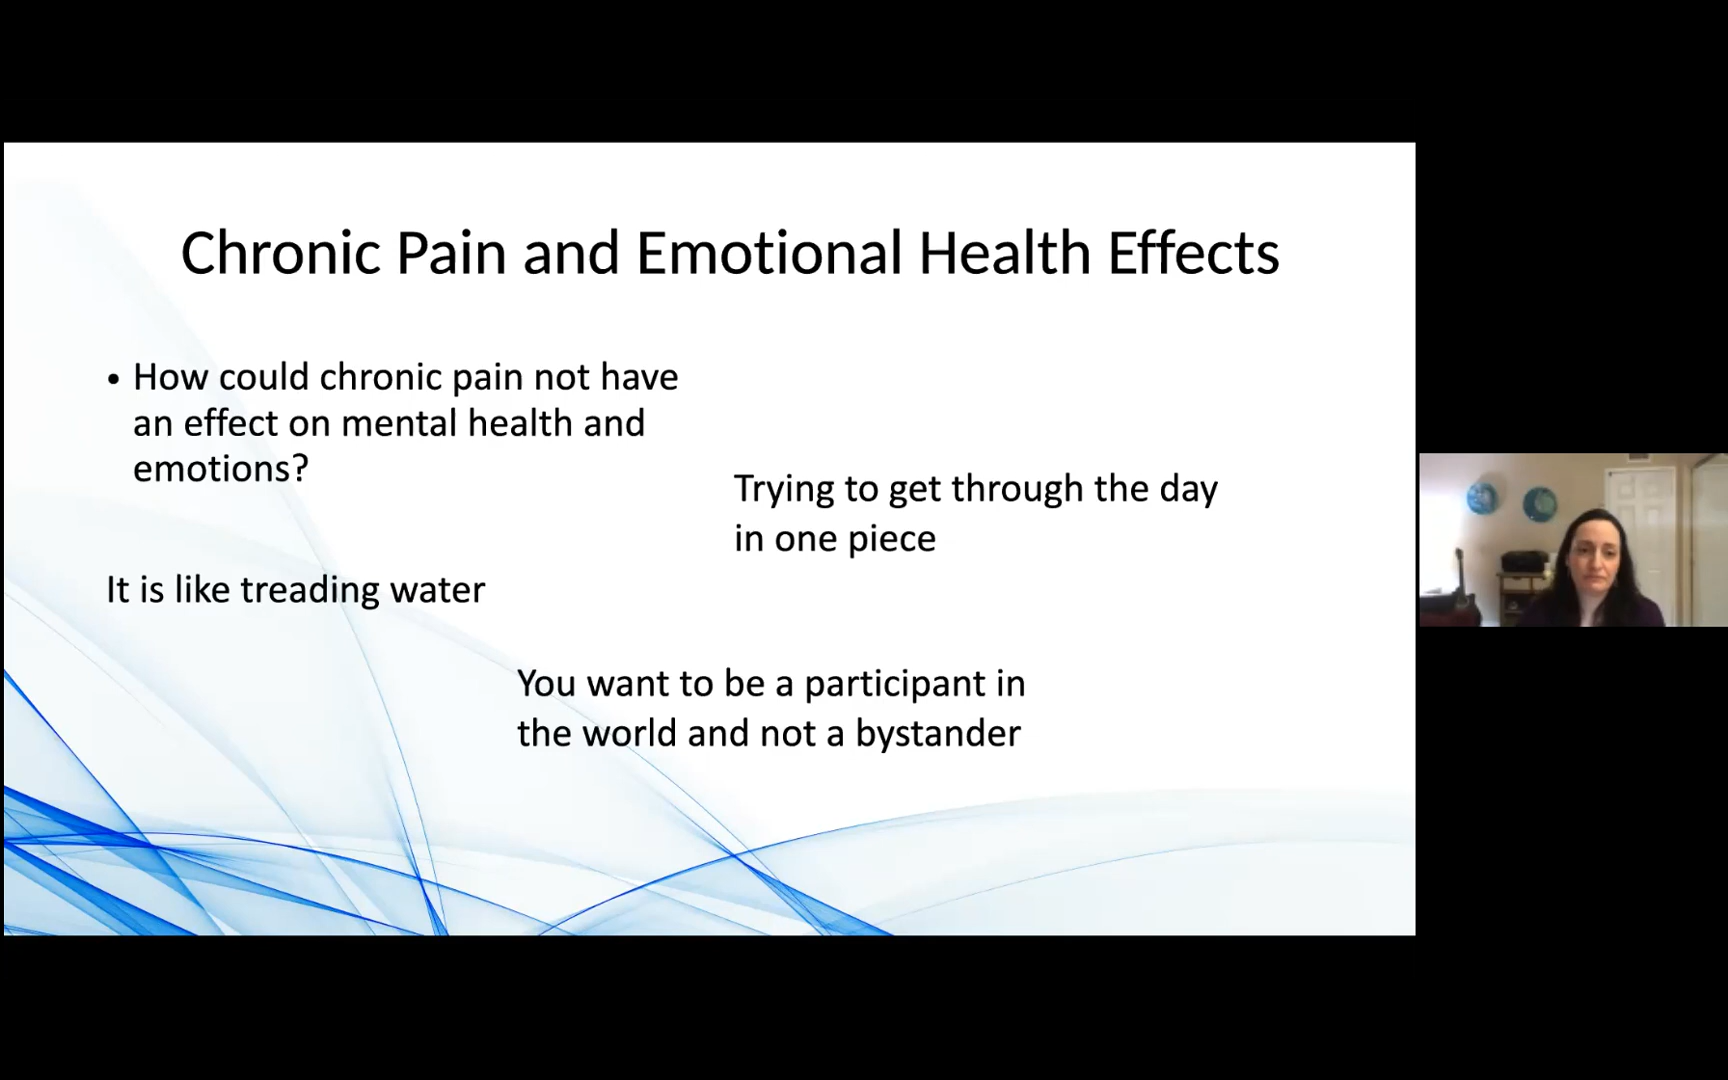 Chronic Pain and Emotional Health Effects
• How could chronic pain not have
an effect on mental health and
emotions?
Trying to get through the day
in one piece
It is like treading water
You want to be a participant in
the world and not a bystander